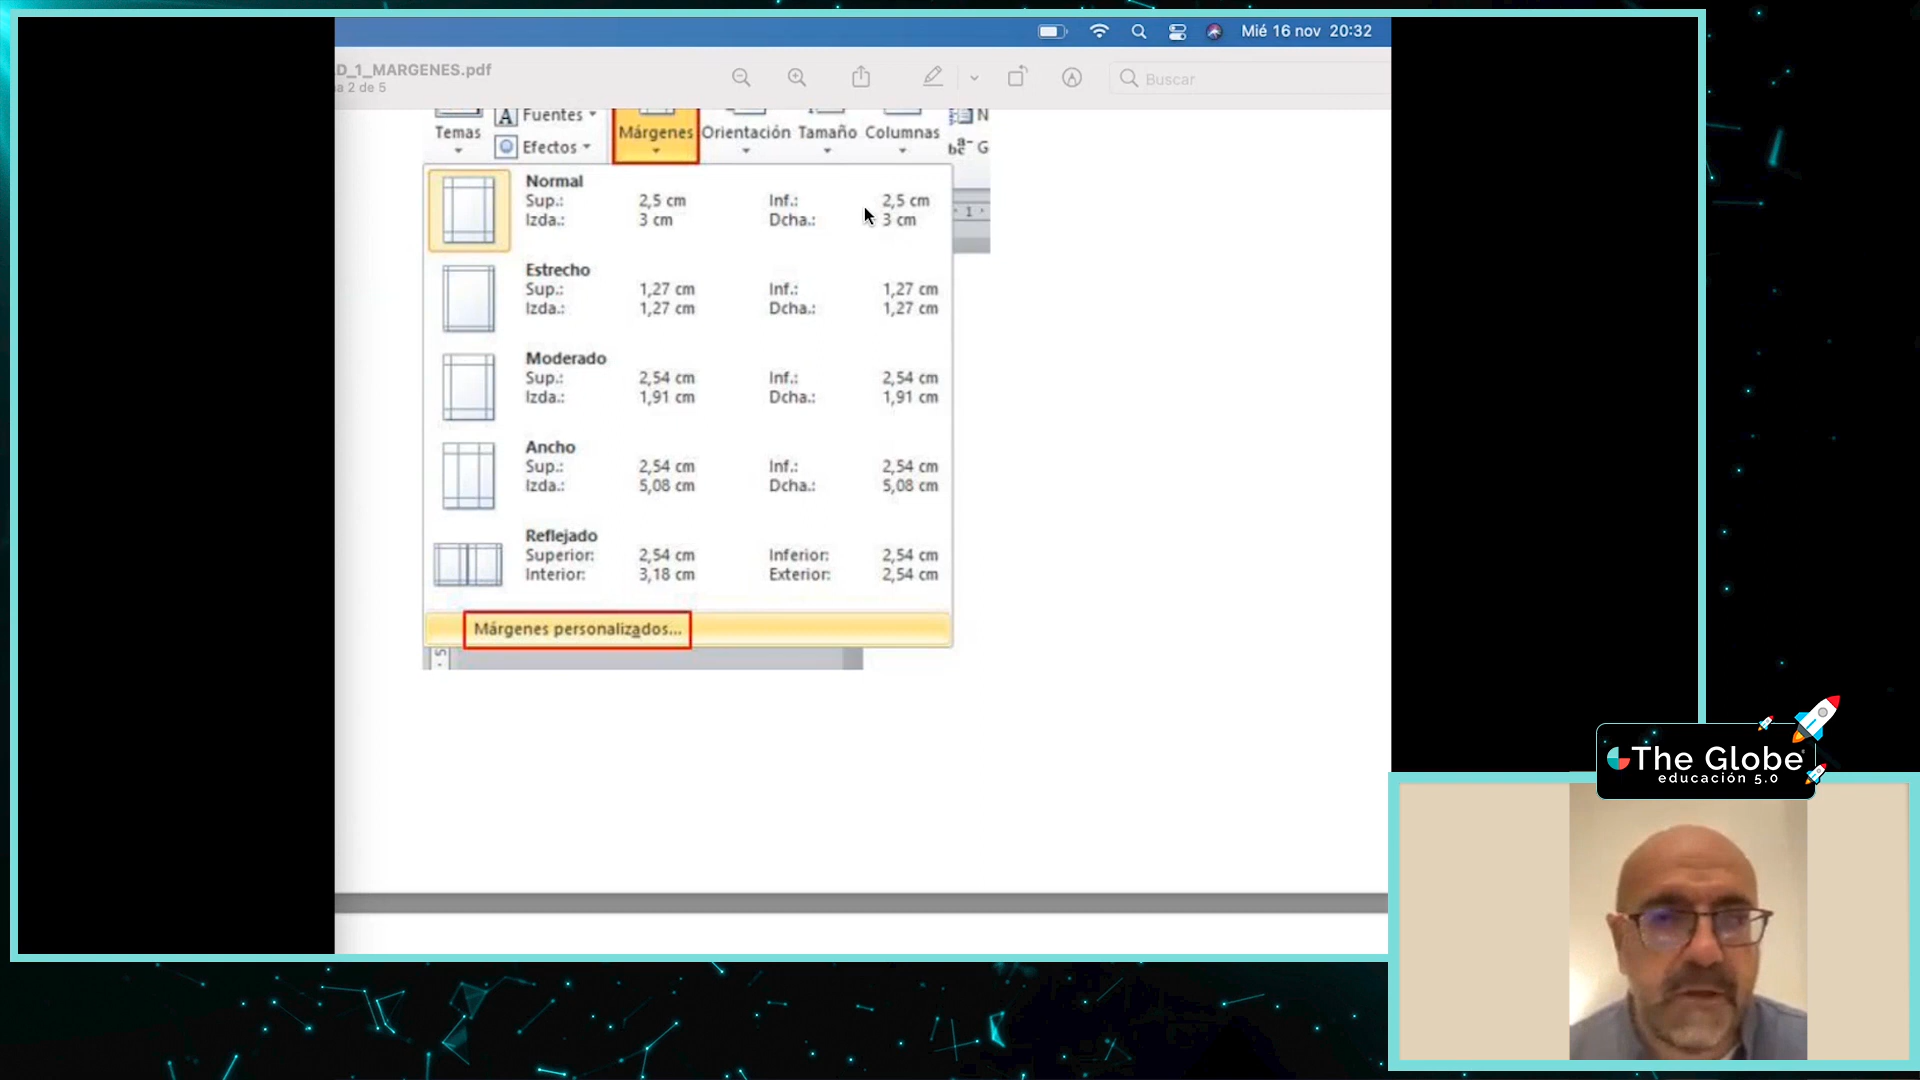 Mié 16 nov 20:32
D_1_MARGENES.pdf
a 2 de 5
Buscar
Fuentes
Temas
Efectos
Márgenes
Orientación
Tamaño
Columnas
N
G
1
Normal
Sup.: 2,5 cm Inf.: 2,5 cm
Izda.: 3 cm Dcha.: 3 cm
Estrecho
Sup.: 1,27 cm Inf.: 1,27 cm
Izda.: 1,27 cm Dcha.: 1,27 cm
Moderado
Sup.: 2,54 cm Inf.: 2,54 cm
Izda.: 1,91 cm Dcha.: 1,91 cm
Ancho
Sup.: 2,54 cm Inf.: 2,54 cm
Izda.: 5,08 cm Dcha.: 5,08 cm
Reflejado
Superior: 2,54 cm Inferior: 2,54 cm
Interior: 3,18 cm Exterior: 2,54 cm
Márgenes personalizados...
5
The Globe
educación 5.0